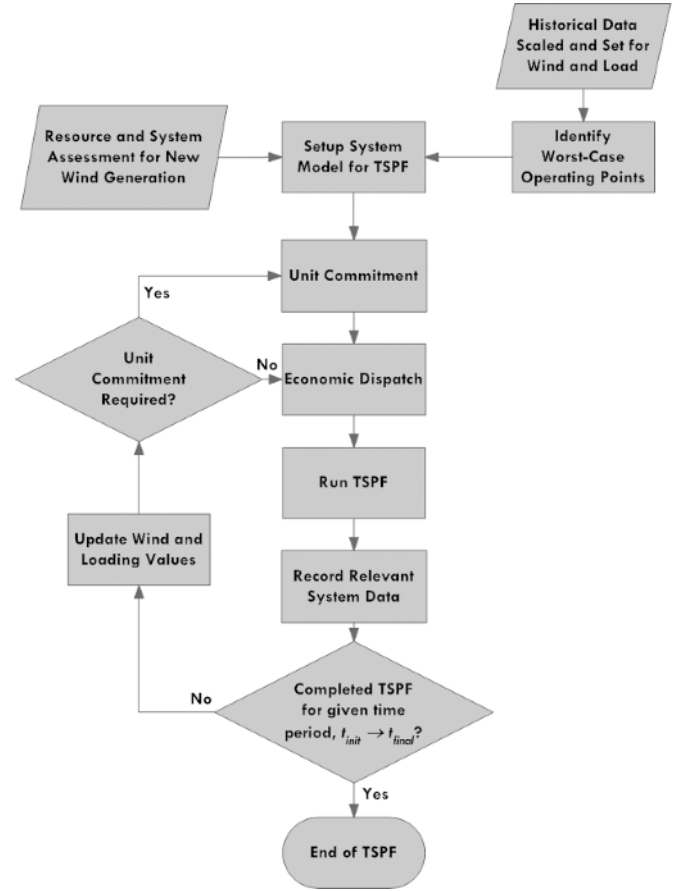 Historical Data
Scaled and Set for
Wind and Load
Resource and System
Assessment for New
Wind Generation
Setup System
Model for TSPF
Identify
Worst-Case
Operating Points
Unit Commitment
Yes
Unit
Commitment
Required?
No
Economic Dispatch
Run TSPF
Update Wind and
Loading Values
Record Relevant
System Data
No
Completed TSPF
for given time
period, t_init → t_final?
Yes
End of TSPF